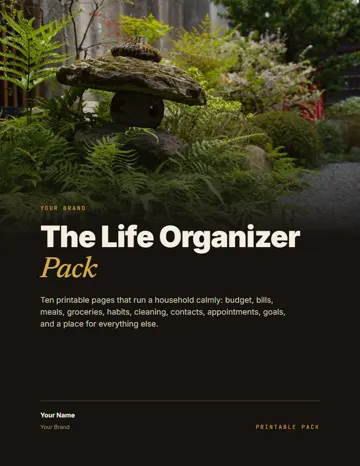 YOUR BRAND
The Life Organizer
Pack
Ten printable pages that run a household calmly: budget, bills,
meals, groceries, habits, cleaning, contacts, appointments, goals,
and a place for everything else.
Your Name
Your Brand
PRINTABLE PACK